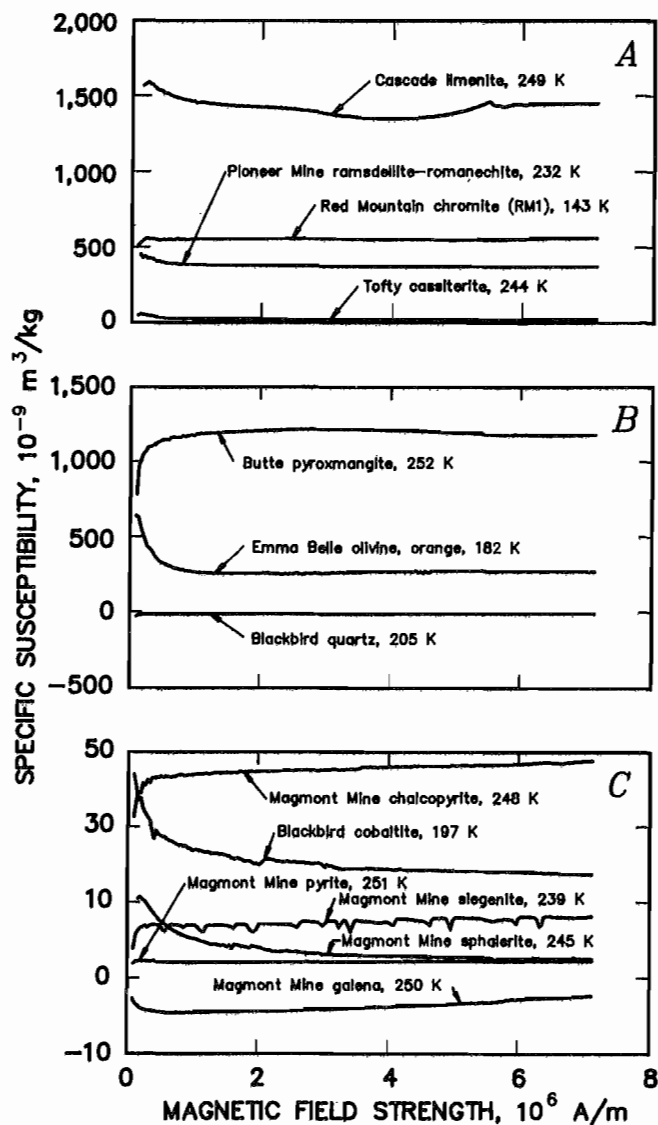 2,000
A
Cascade ilmenite, 249 K
1,500
Pioneer Mine ramsdellite-romanechite, 232 K
1,000
Red Mountain chromite (RM1), 143 K
500
Tofty cassiterite, 244 K
0
1,500
B
1,000
Butte pyroxmangite, 252 K
500
Emma Belle olivine, orange, 182 K
0
Blackbird quartz, 205 K
-500
SPECIFIC SUSCEPTIBILITY, 10⁻⁹ m³/kg
50
C
Magmont Mine chalcopyrite, 248 K
30
Blackbird cobaltite, 197 K
Magmont Mine pyrite, 251 K
10
Magmont Mine siegenite, 239 K
Magmont Mine sphalerite, 245 K
0
Magmont Mine galena, 250 K
-10
0 2 4 6 8
MAGNETIC FIELD STRENGTH, 10⁶ A/m